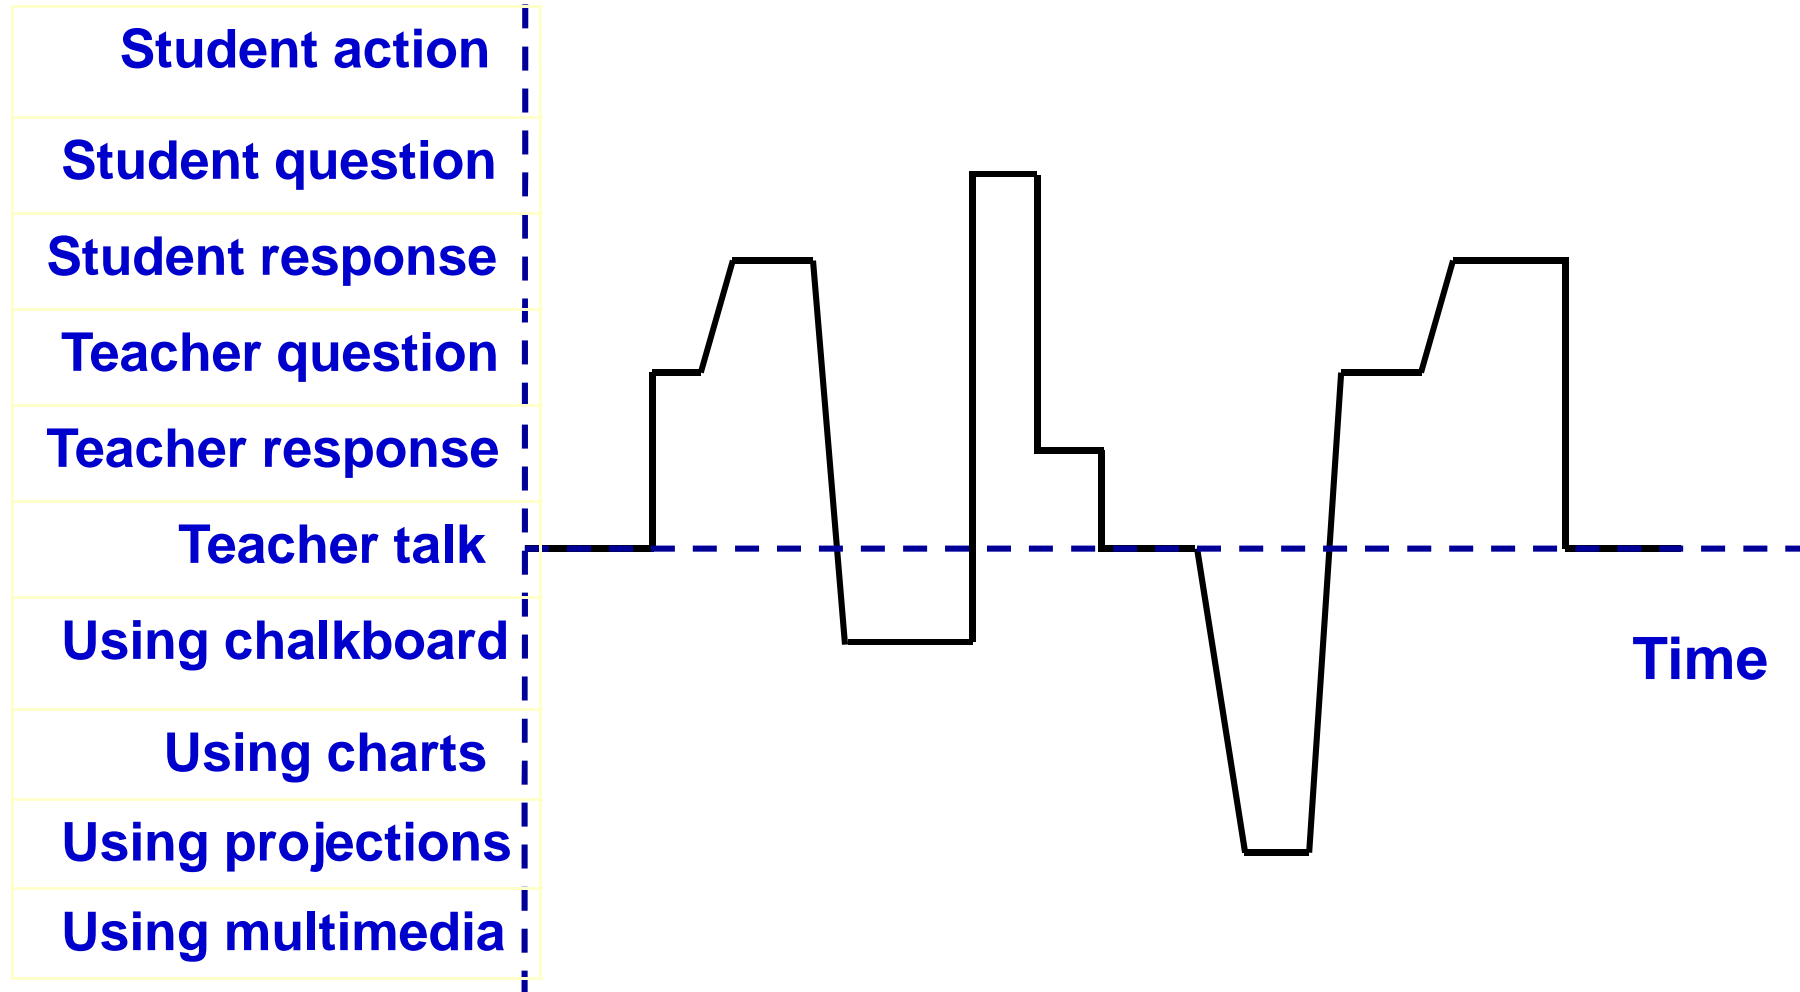 Student action
Student question
Student response
Teacher question
Teacher response
Teacher talk
Using chalkboard
Time
Using charts
Using projections
Using multimedia